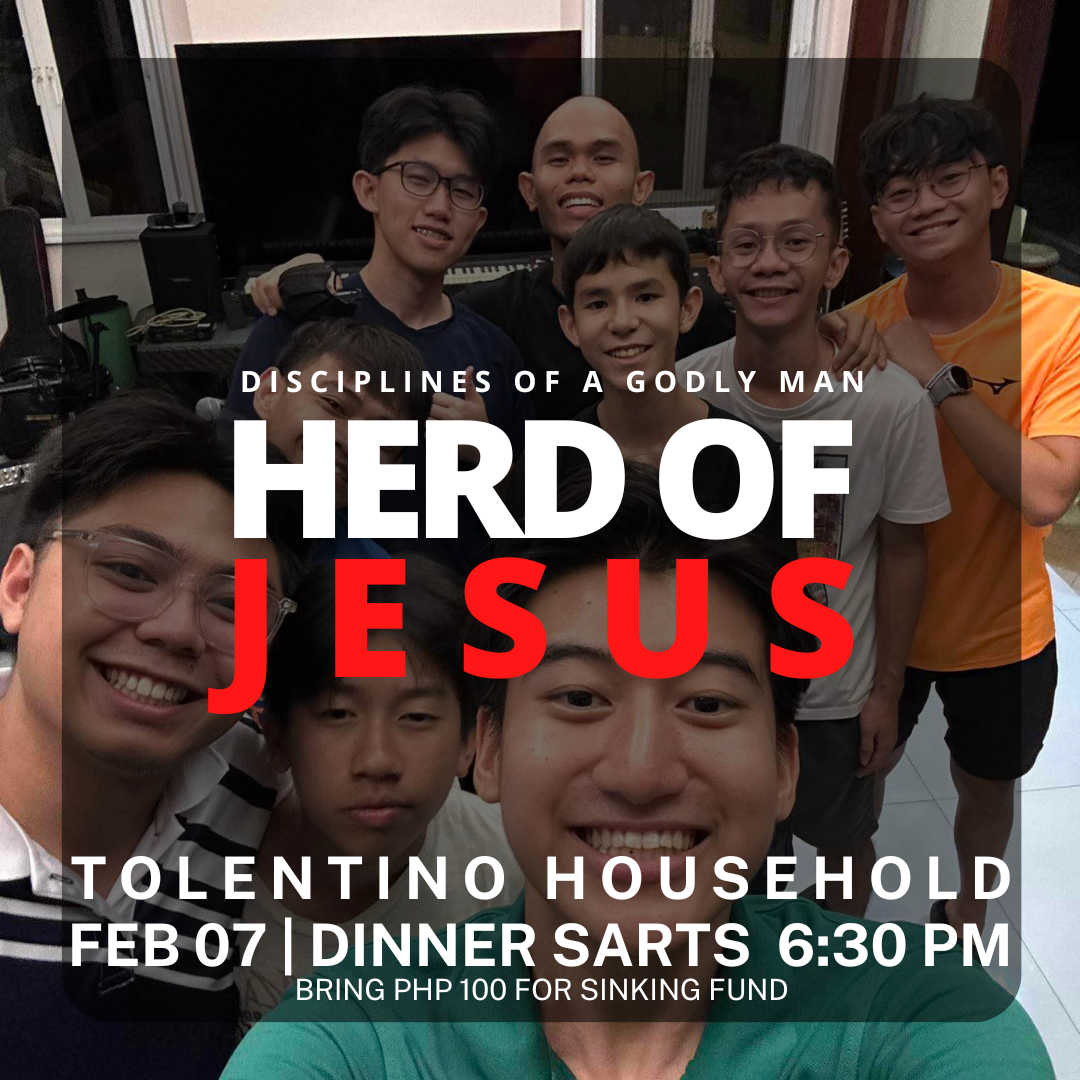 DISCIPLINES OF A GODLY MAN
HERD OF
JESUS
TOLENTINO HOUSEHOLD
FEB 07 | DINNER SARTS 6:30 PM
BRING PHP 100 FOR SINKING FUND